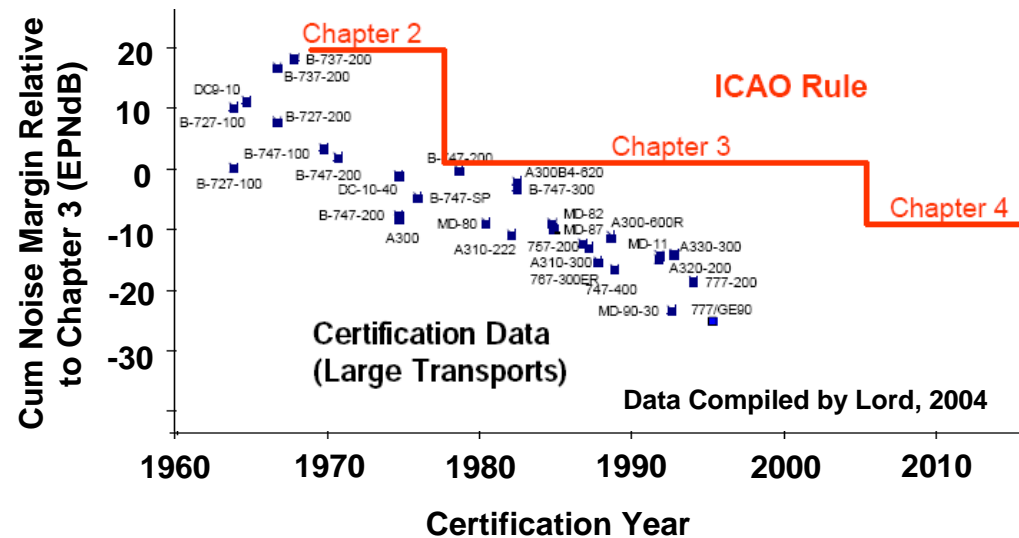 Cum Noise Margin Relative
to Chapter 3 (EPNdB)
20
10
0
-10
-20
-30
Chapter 2
B-737-200
B-737-200
DC9-10
B-727-100
B-727-200
B-747-100
B-727-100
B-747-200
DC-10-40
B-747-200
B-747-SP
B-747-200
A300
ICAO Rule
Chapter 3
A300B4-620
B-747-300
MD-80
A310-222
MD-82
MD-87
A300-600R
757-200
MD-11
A330-300
A310-300
A320-200
767-300ER
747-400
777-200
MD-90-30
777/GE90
Chapter 4
Certification Data
(Large Transports)
Data Compiled by Lord, 2004
1960
1970
1980
1990
2000
2010
Certification Year